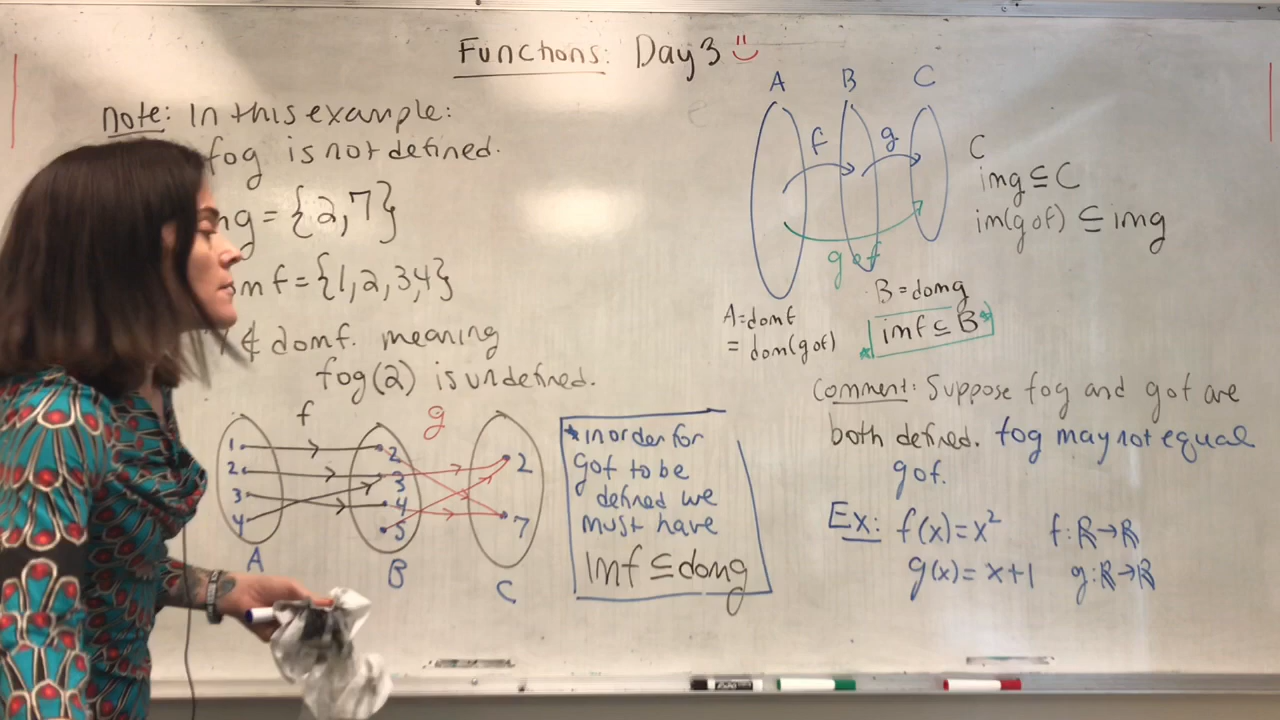 Functions: Day 3
note: In this example:
fog is not defined.
mg = {2,7}
mf = {1,2,3,4}
∉ domf. meaning
fog(2) is undefined.
f
g
1
2
3
4
2
3
4
5
2
7
A
B
C
*in order for
gof to be
defined we
must have
imf ⊆ domg
A B C
f g
gof
C
img ⊆ C
im(gof) ⊆ img
B = domg
imf ⊆ B
A = domf
= dom(gof)
Comment: Suppose fog and gof are
both defined. fog may not equal
gof.
Ex: f(x) = x² f: R→R
g(x) = x+1 g: R→R